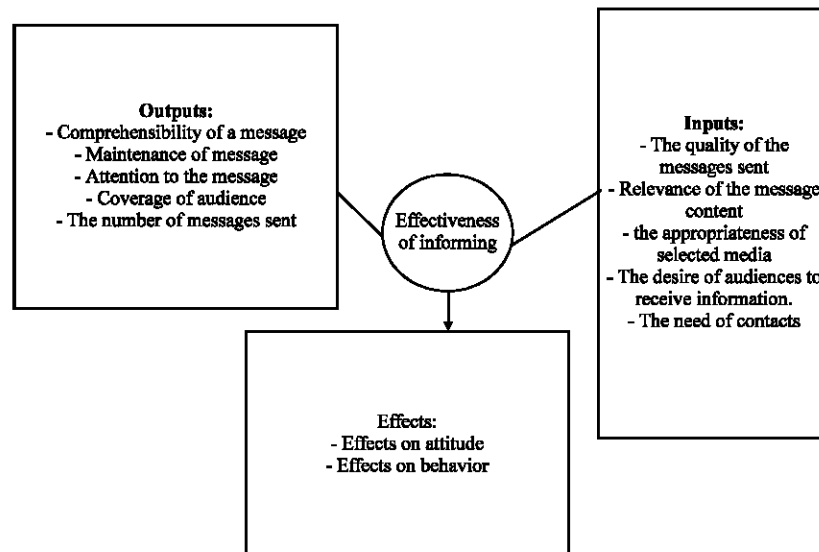 Outputs:
- Comprehensibility of a message
- Maintenance of message
- Attention to the message
- Coverage of audience
- The number of messages sent
Effectiveness
of informing
Inputs:
- The quality of the
messages sent
- Relevance of the message
content
- the appropriateness of
selected media
- The desire of audiences to
receive information.
- The need of contacts
Effects:
- Effects on attitude
- Effects on behavior